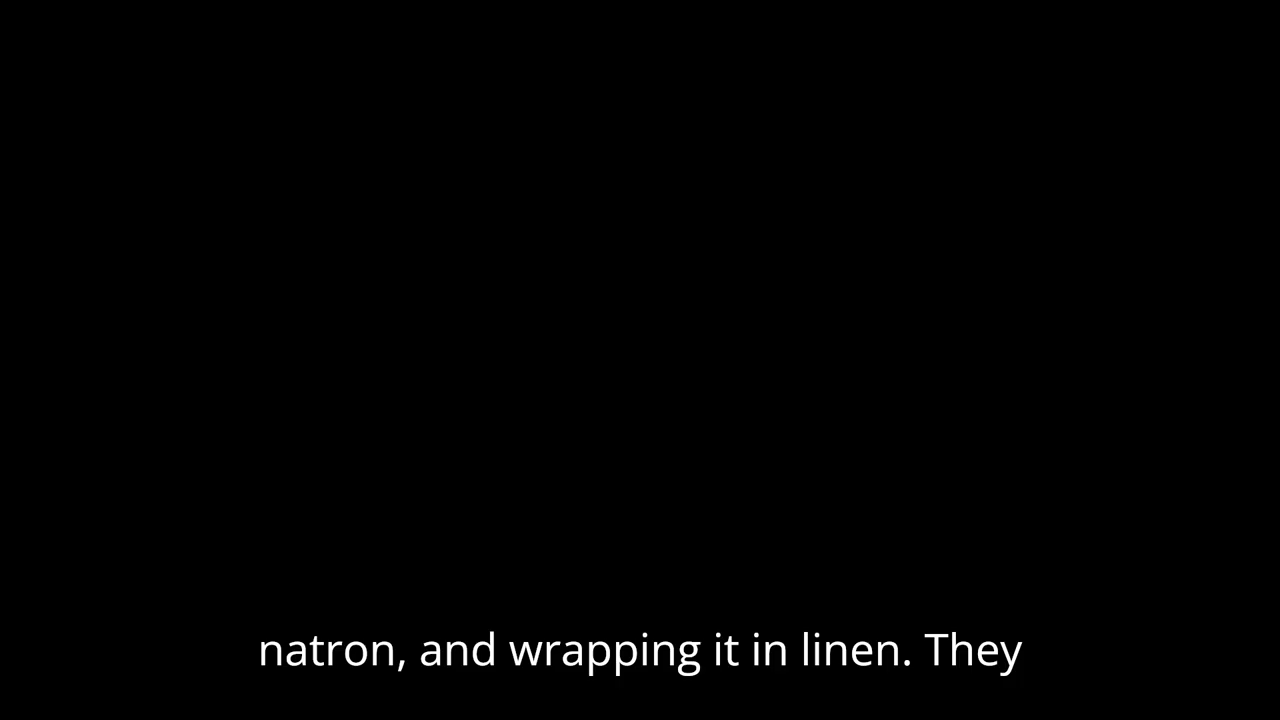 natron, and wrapping it in linen. They